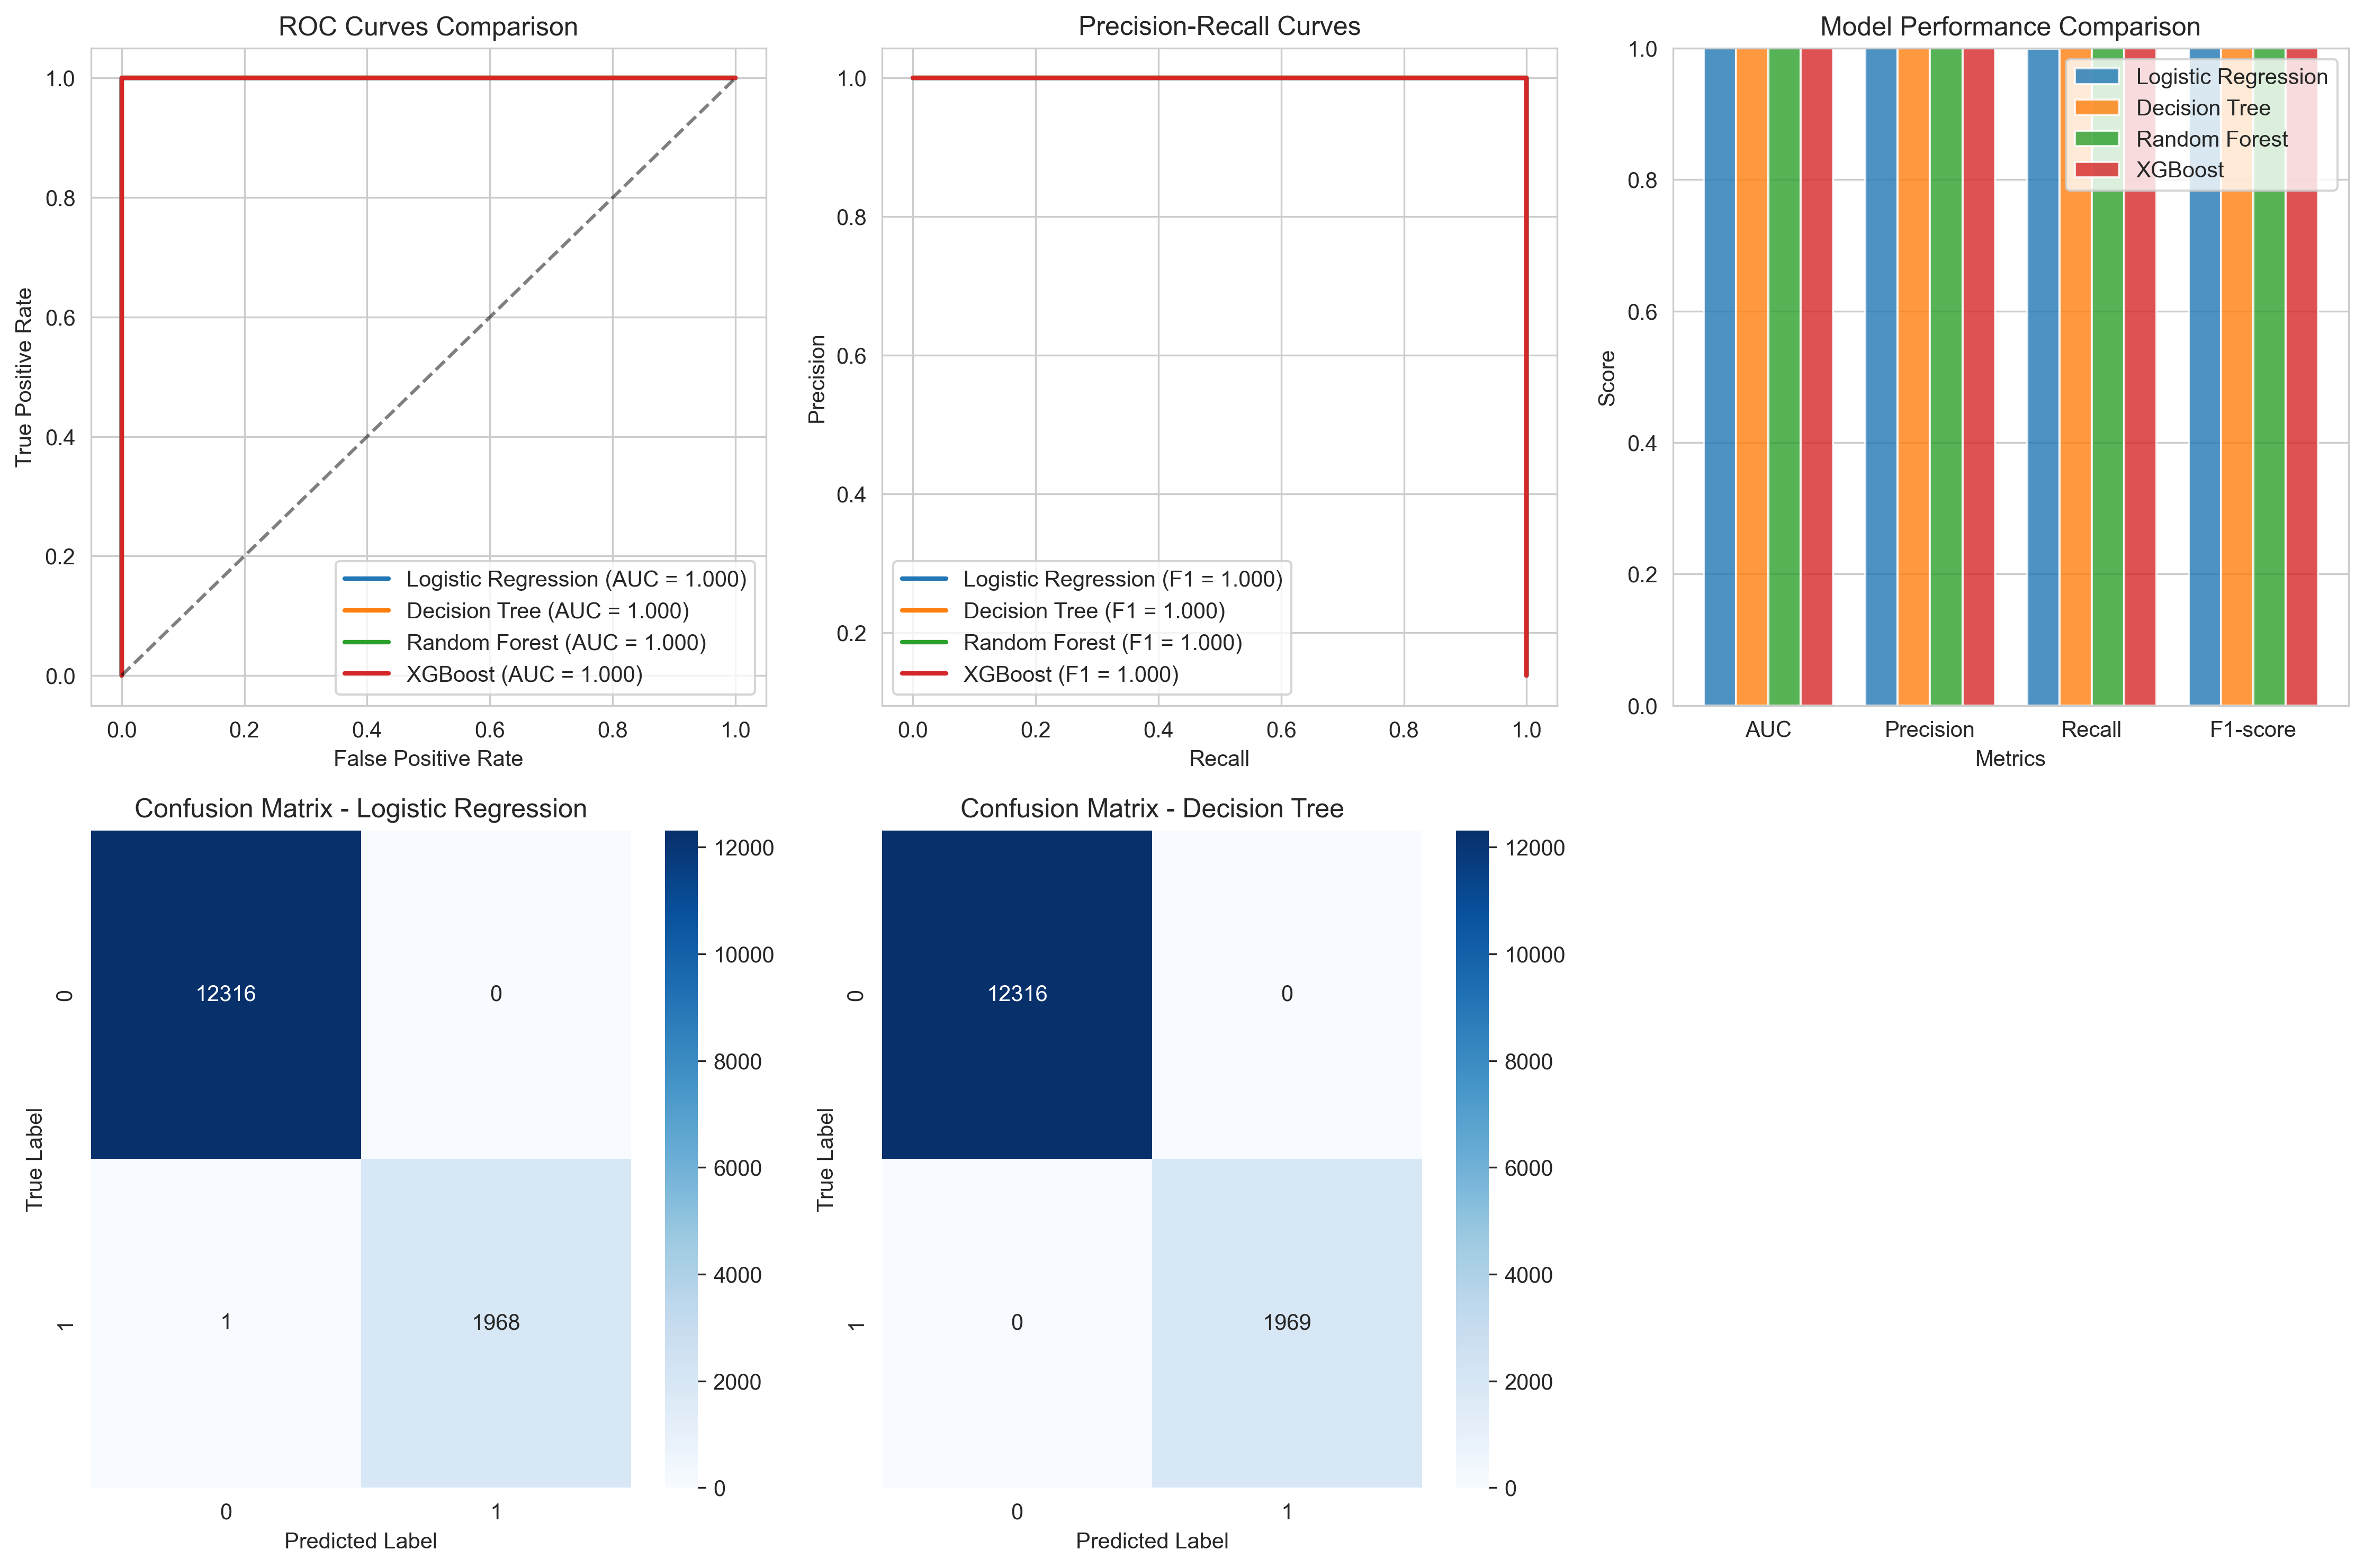 ROC Curves Comparison
True Positive Rate
1.0
0.8
0.6
0.4
0.2
0.0
Logistic Regression (AUC = 1.000)
Decision Tree (AUC = 1.000)
Random Forest (AUC = 1.000)
XGBoost (AUC = 1.000)
0.0 0.2 0.4 0.6 0.8 1.0
False Positive Rate
Precision-Recall Curves
Precision
1.0
0.8
0.6
0.4
0.2
Logistic Regression (F1 = 1.000)
Decision Tree (F1 = 1.000)
Random Forest (F1 = 1.000)
XGBoost (F1 = 1.000)
0.0 0.2 0.4 0.6 0.8 1.0
Recall
Model Performance Comparison
Score
1.0
0.8
0.6
0.4
0.2
0.0
Logistic Regression
Decision Tree
Random Forest
XGBoost
AUC Precision Recall F1-score
Metrics
Confusion Matrix - Logistic Regression
True Label
0
1
12316 0
1 1968
0 1
Predicted Label
12000
10000
8000
6000
4000
2000
0
Confusion Matrix - Decision Tree
True Label
0
1
12316 0
0 1969
0 1
Predicted Label
12000
10000
8000
6000
4000
2000
0